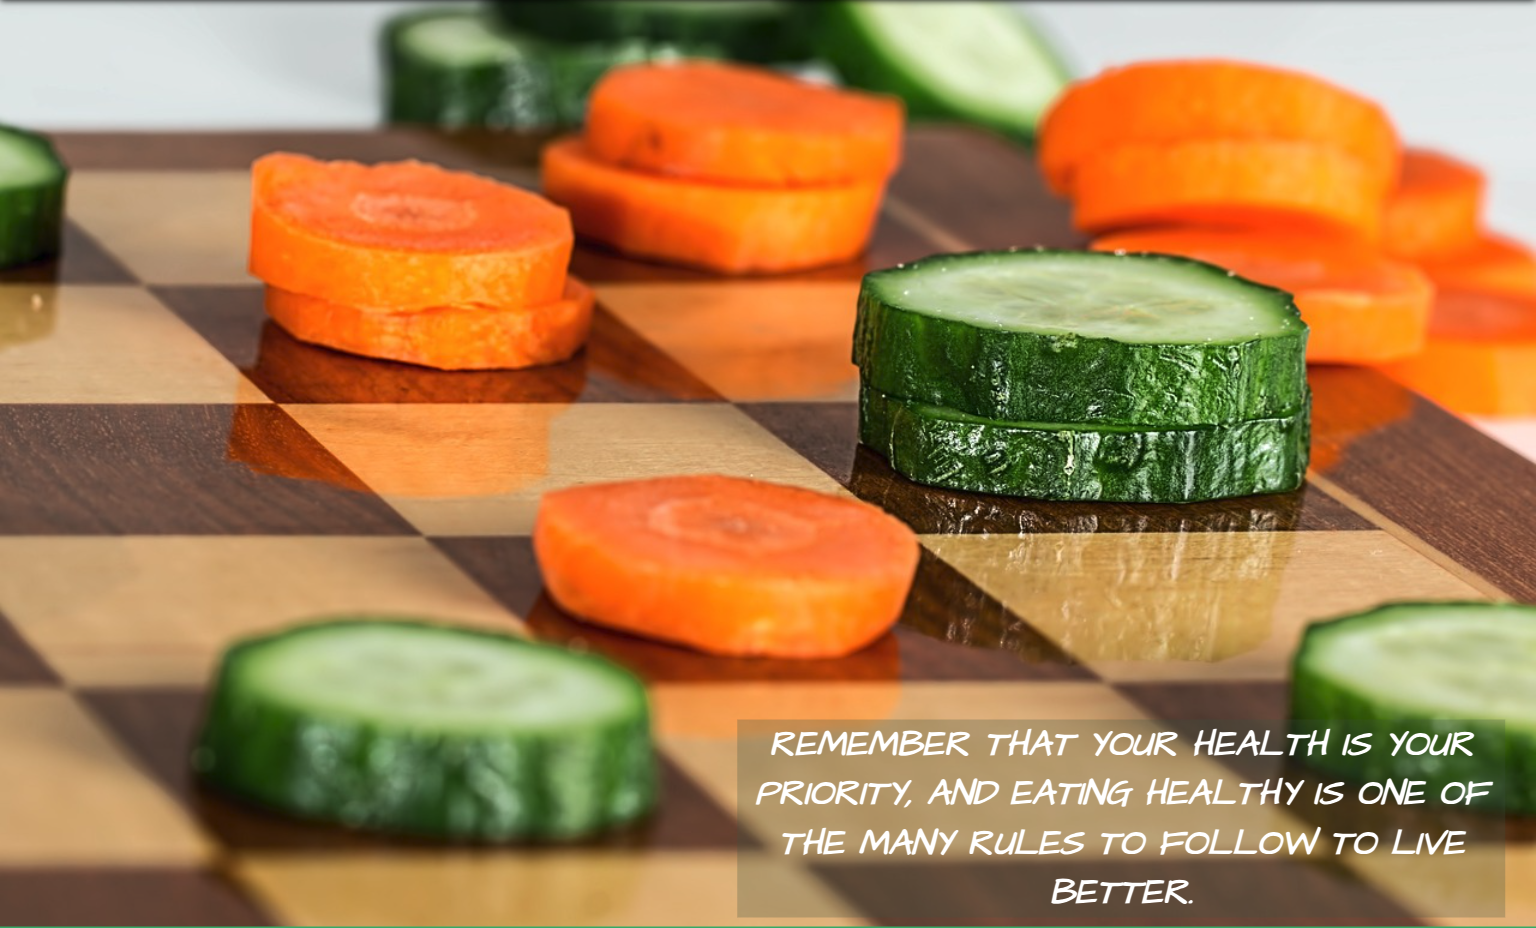 REMEMBER THAT YOUR HEALTH IS YOUR
PRIORITY, AND EATING HEALTHY IS ONE OF
THE MANY RULES TO FOLLOW TO LIVE
BETTER.